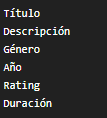 Título
Descripción
Género
Año
Rating
Duración